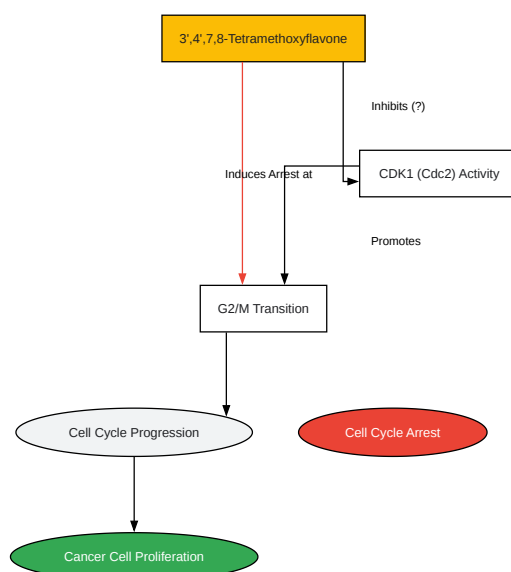 3',4',7,8-Tetramethoxyflavone
Inhibits (?)
Induces Arrest at
CDK1 (Cdc2) Activity
Promotes
G2/M Transition
Cell Cycle Progression
Cell Cycle Arrest
Cancer Cell Proliferation